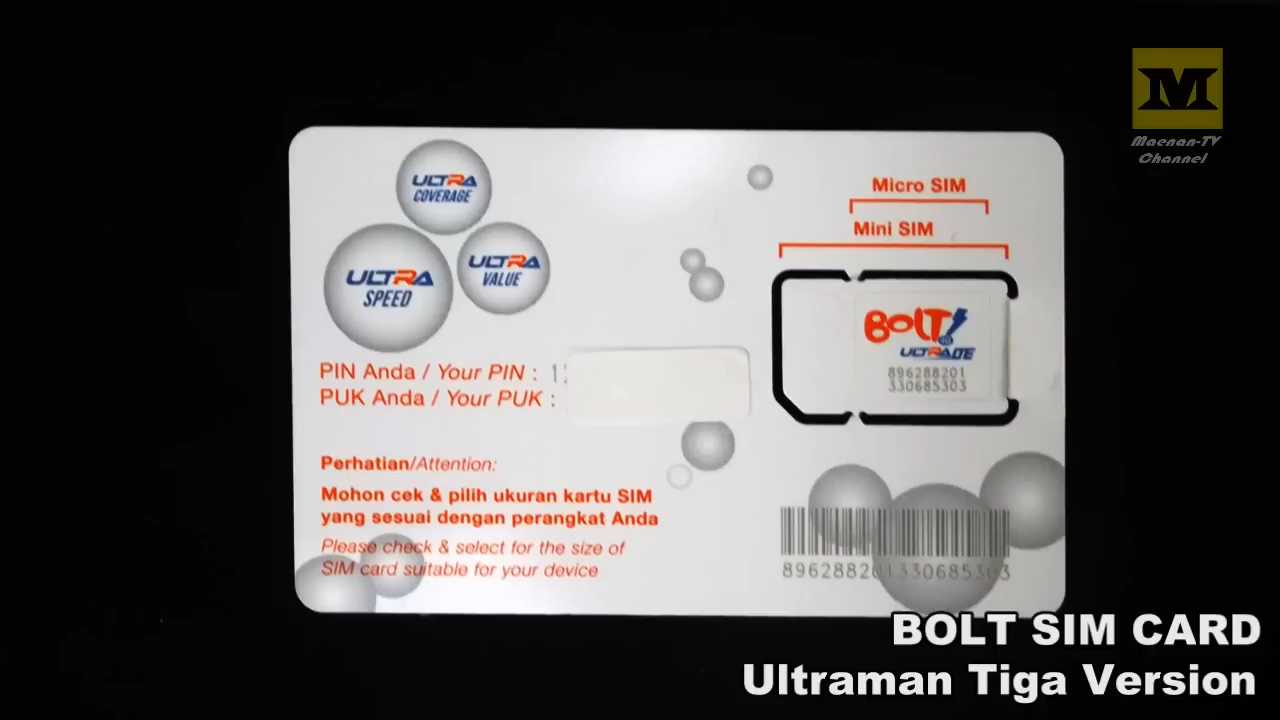 M
Maenan-TV
Channel
ULTRA
COVERAGE
ULTRA
SPEED
ULTRA
VALUE
Micro SIM
Mini SIM
BOLT!
4G
ULTRA LTE
896288201
330685303
PIN Anda / Your PIN :
PUK Anda / Your PUK :
Perhatian/Attention:
Mohon cek & pilih ukuran kartu SIM
yang sesuai dengan perangkat Anda
Please check & select for the size of
SIM card suitable for your device
896288201330685303
BOLT SIM CARD
Ultraman Tiga Version